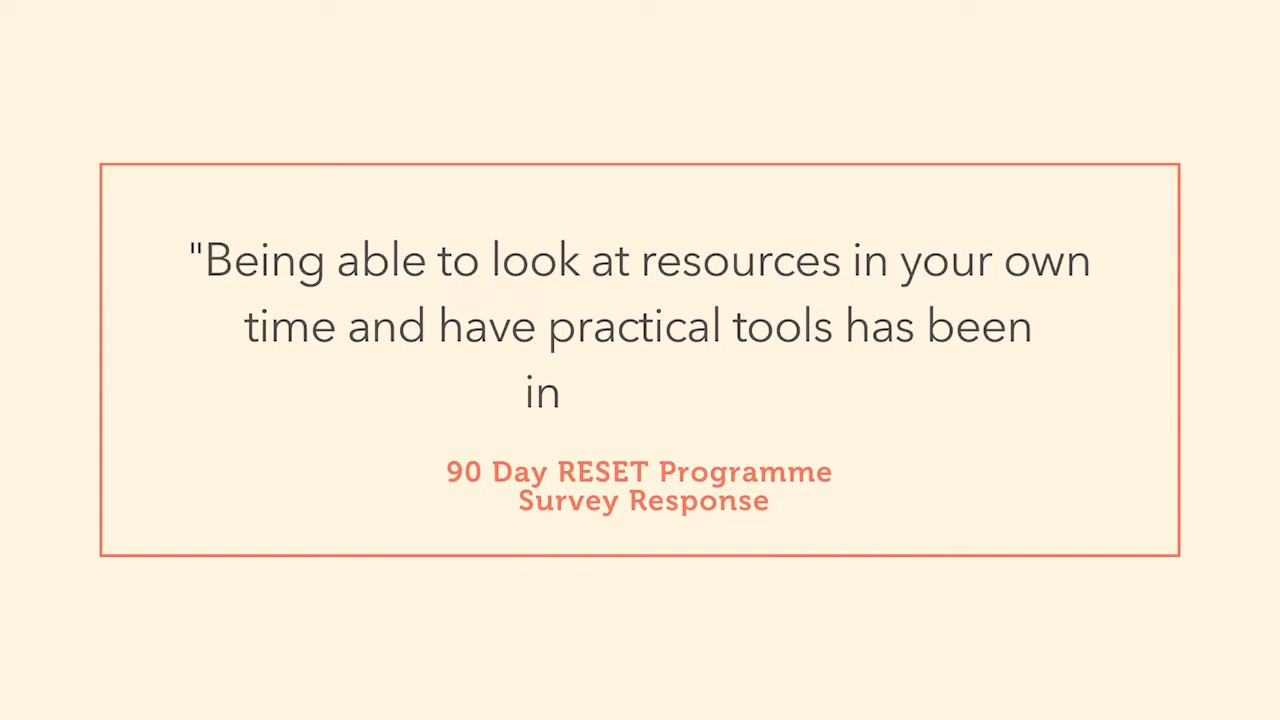 "Being able to look at resources in your own
time and have practical tools has been
in
90 Day RESET Programme
Survey Response